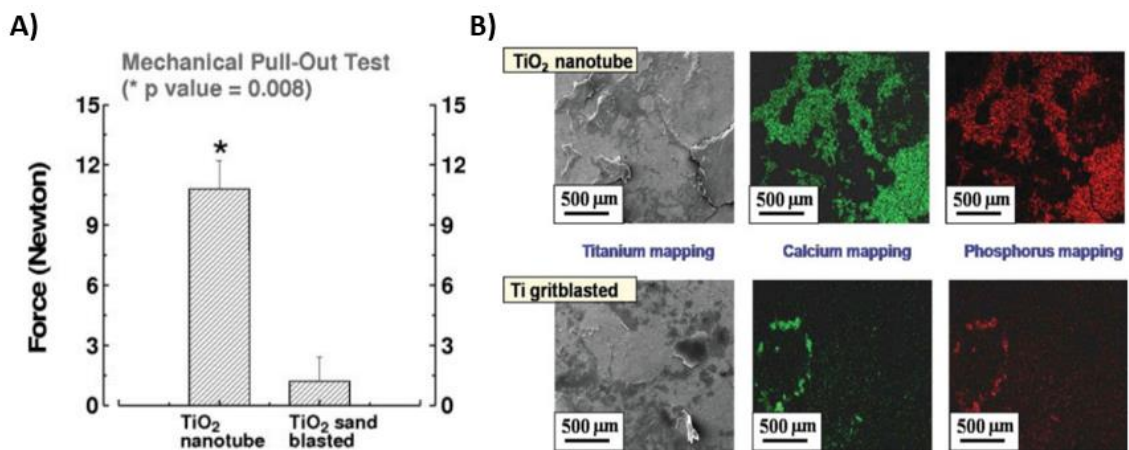 A)
Mechanical Pull-Out Test
(* p value = 0.008)
Force (Newton)
15
12
9
6
3
0
*
15
12
9
6
3
0
TiO2
nanotube
TiO2 sand
blasted
B)
TiO2 nanotube
500 µm
500 µm
500 µm
Titanium mapping
Calcium mapping
Phosphorus mapping
Ti gritblasted
500 µm
500 µm
500 µm